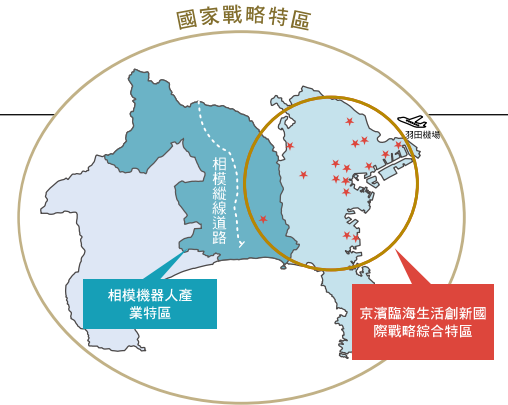 國家戰略特區
羽田機場
相模縱線道路
相模機器人產
業特區
京濱臨海生活創新國
際戰略綜合特區